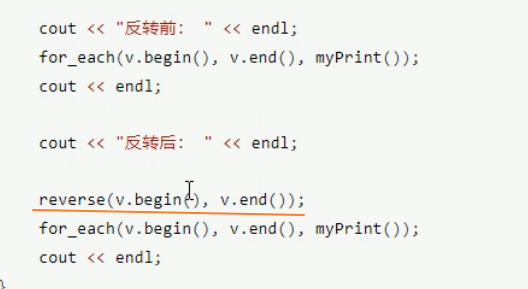 cout << "反转前： " << endl;
for_each(v.begin(), v.end(), myPrint());
cout << endl;
cout << "反转后： " << endl;
reverse(v.begin(), v.end());
for_each(v.begin(), v.end(), myPrint());
cout << endl;
}